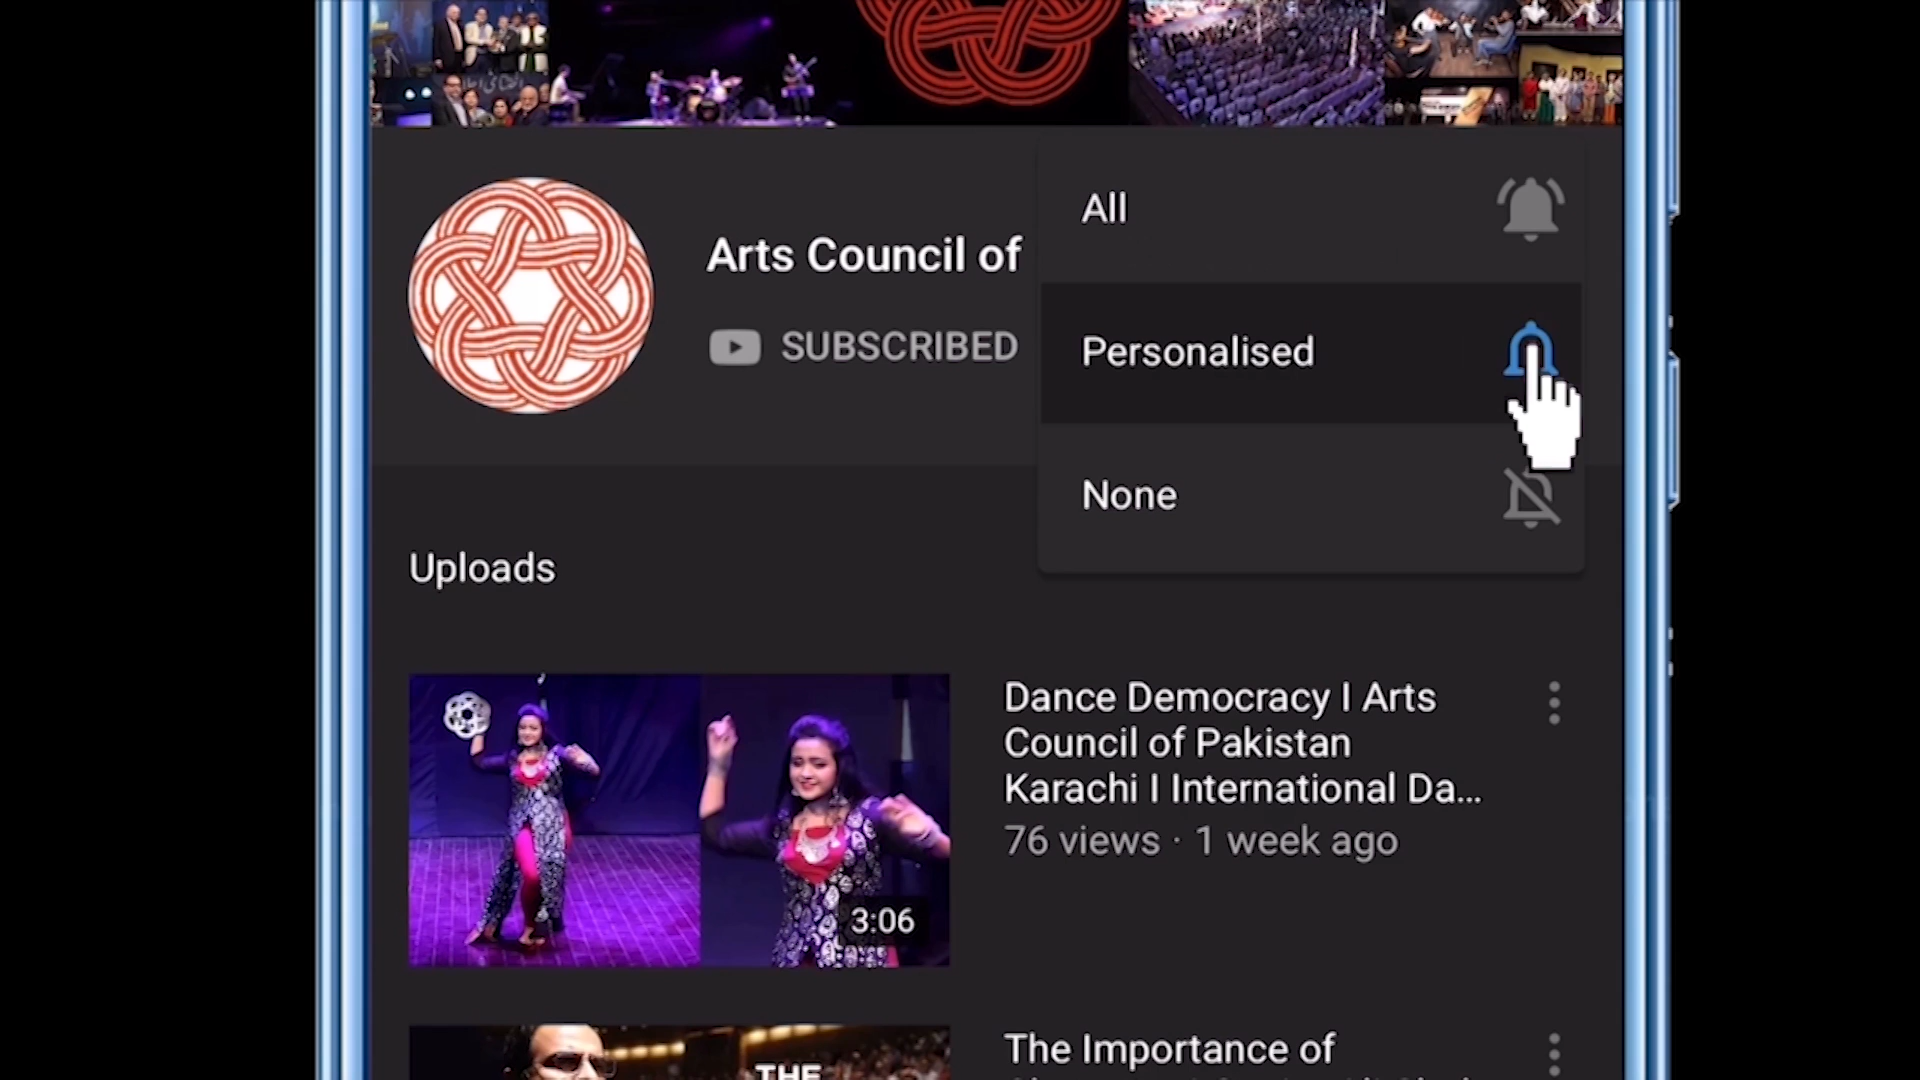 All
Arts Council of
SUBSCRIBED
Personalised
None
Uploads
Dance Democracy I Arts
Council of Pakistan
Karachi I International Da...
76 views · 1 week ago
3:06
The Importance of
THE